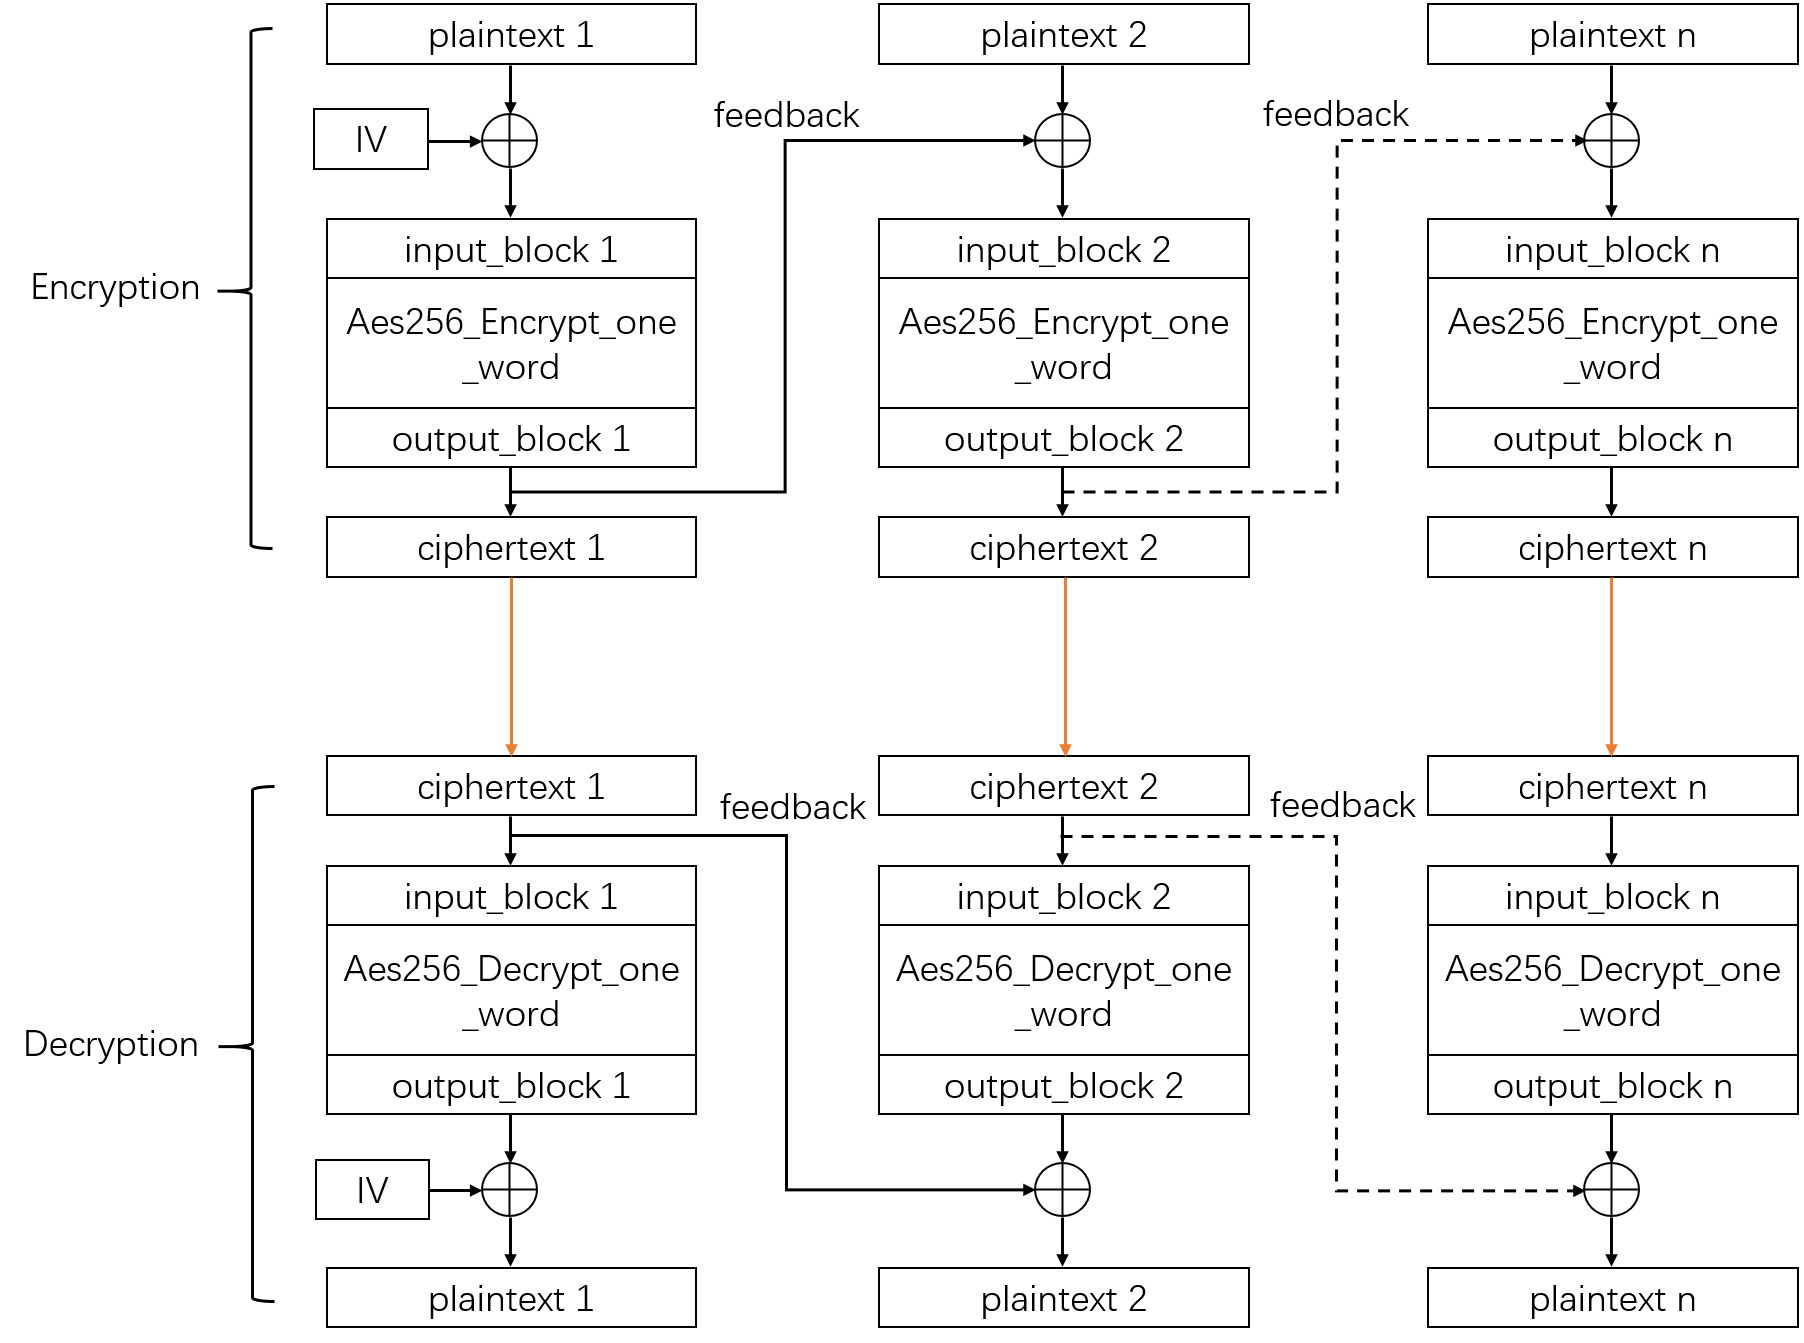 plaintext 1
plaintext 2
plaintext n
IV
feedback
feedback
input_block 1
input_block 2
input_block n
Encryption
Aes256_Encrypt_one
_word
Aes256_Encrypt_one
_word
Aes256_Encrypt_one
_word
output_block 1
output_block 2
output_block n
ciphertext 1
ciphertext 2
ciphertext n
ciphertext 1
ciphertext 2
ciphertext n
feedback
feedback
input_block 1
input_block 2
input_block n
Decryption
Aes256_Decrypt_one
_word
Aes256_Decrypt_one
_word
Aes256_Decrypt_one
_word
output_block 1
output_block 2
output_block n
IV
plaintext 1
plaintext 2
plaintext n